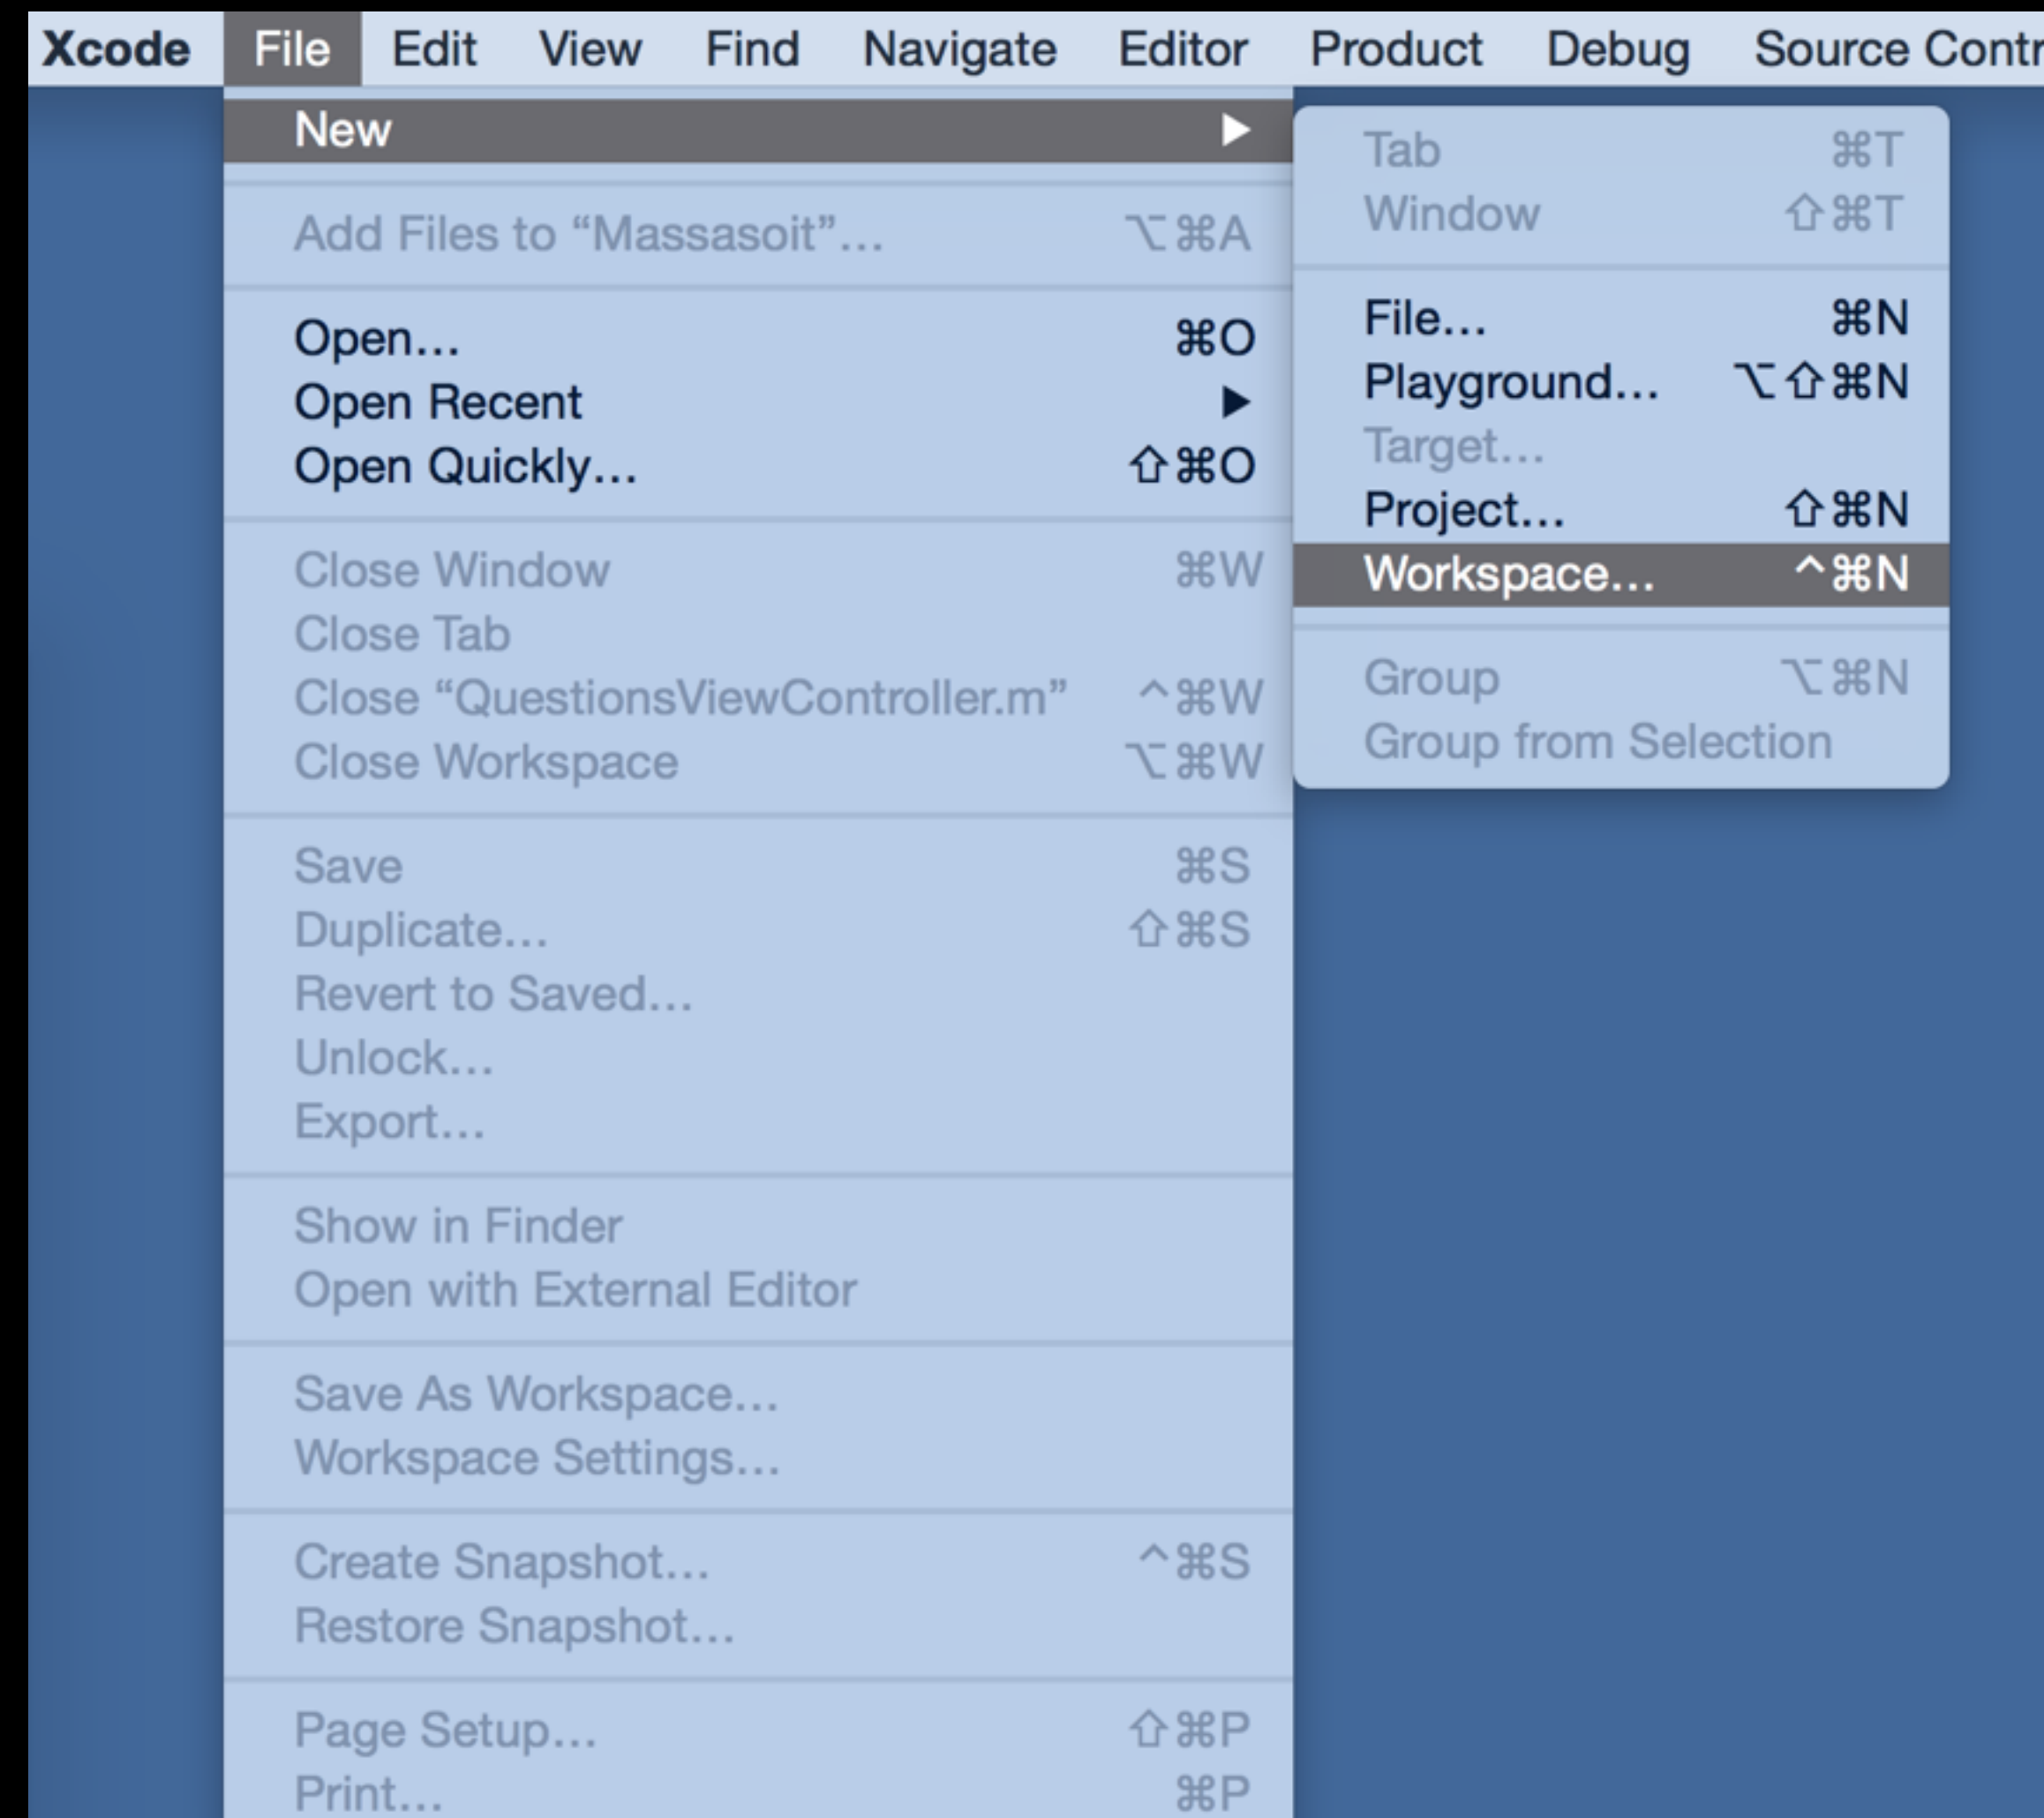 Xcode File Edit View Find Navigate Editor Product Debug Source
New ▶
Add Files to “Massasoit”… ⌥⌘A
Open… ⌘O
Open Recent ▶
Open Quickly… ⇧⌘O
Close Window ⌘W
Close Tab
Close “QuestionsViewController.m” ^⌘W
Close Workspace ⌥⌘W
Save ⌘S
Duplicate… ⇧⌘S
Revert to Saved…
Unlock…
Export…
Show in Finder
Open with External Editor
Save As Workspace…
Workspace Settings…
Create Snapshot… ^⌘S
Restore Snapshot…
Page Setup… ⇧⌘P
Print… ⌘P
Tab ⌘T
Window ⇧⌘T
File… ⌘N
Playground… ⌥⇧⌘N
Target…
Project… ⇧⌘N
Workspace… ^⌘N
Group ⌥⌘N
Group from Selection